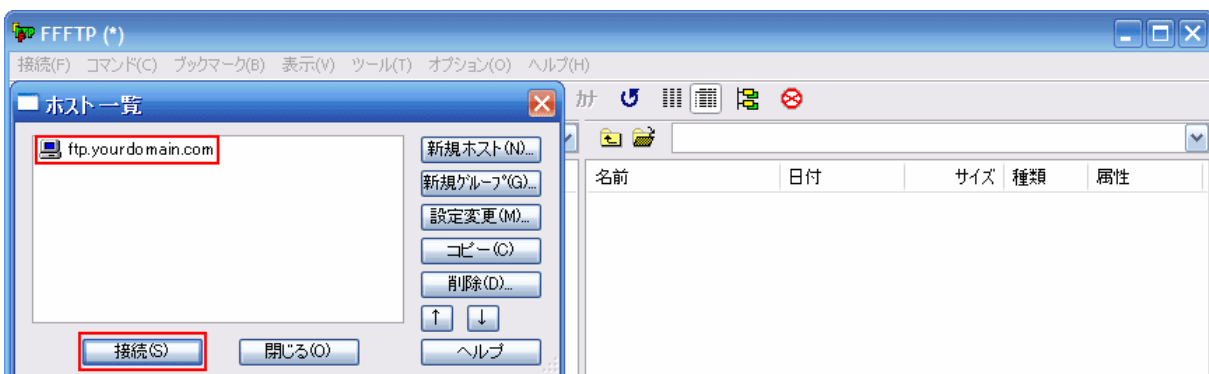 FFFTP (*)
接続(F) コマンド(C) ブックマーク(B) 表示(V) ツール(T) オプション(O) ヘルプ(H)
ホスト一覧
ｶﾅ
ftp.yourdomain.com
新規ホスト(N)...
新規ｸﾞﾙｰﾌﾟ(G)...
設定変更(M)...
コピー(C)
削除(D)...
↑ ↓
接続(S) 閉じる(O) ヘルプ
名前 日付 サイズ 種類 属性